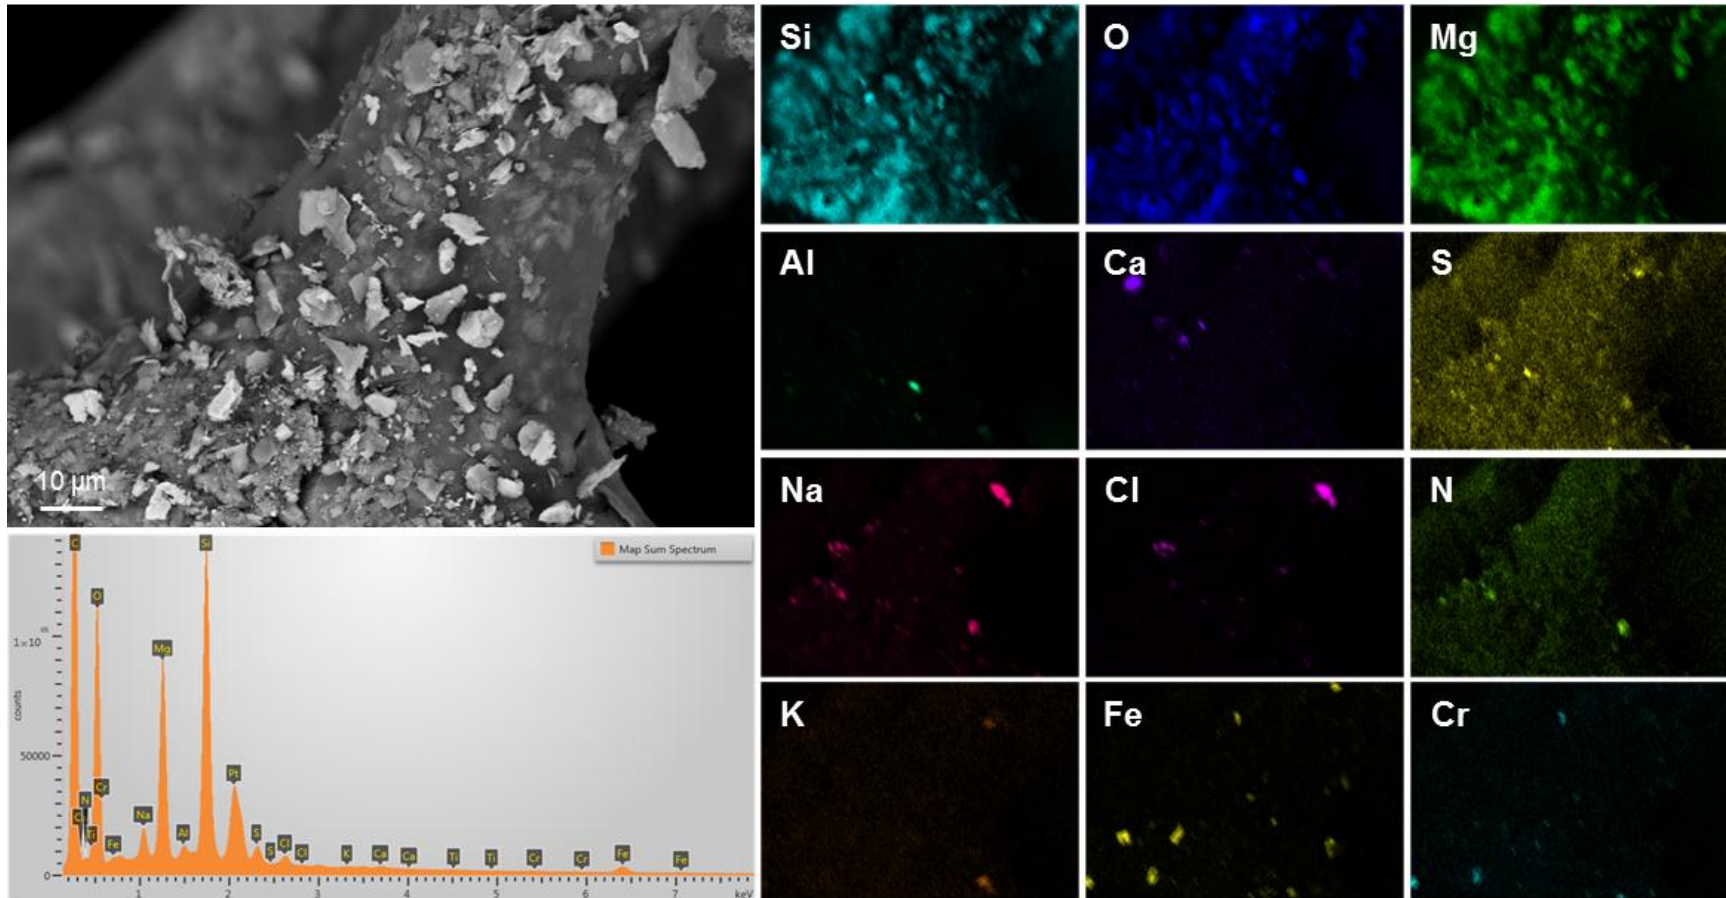 Si
O
Mg
Al
Ca
S
Na
Cl
N
K
Fe
Cr
10 µm
Map Sum Spectrum
C
O
Mg
Si
Pt
Cr
N
C
Ti
Fe
Na
Al
S
S
Cl
Cl
K
Ca
Ca
Ti
Ti
Cr
Cr
Fe
Fe
1×10
counts
50000
0
1
2
3
4
5
6
7
keV